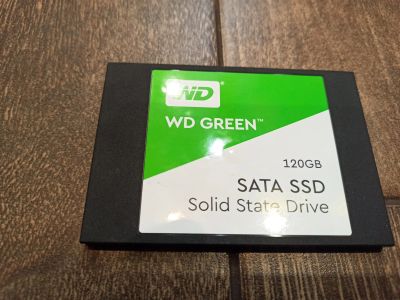 WD
WD GREEN™
120GB
SATA SSD
Solid State Drive